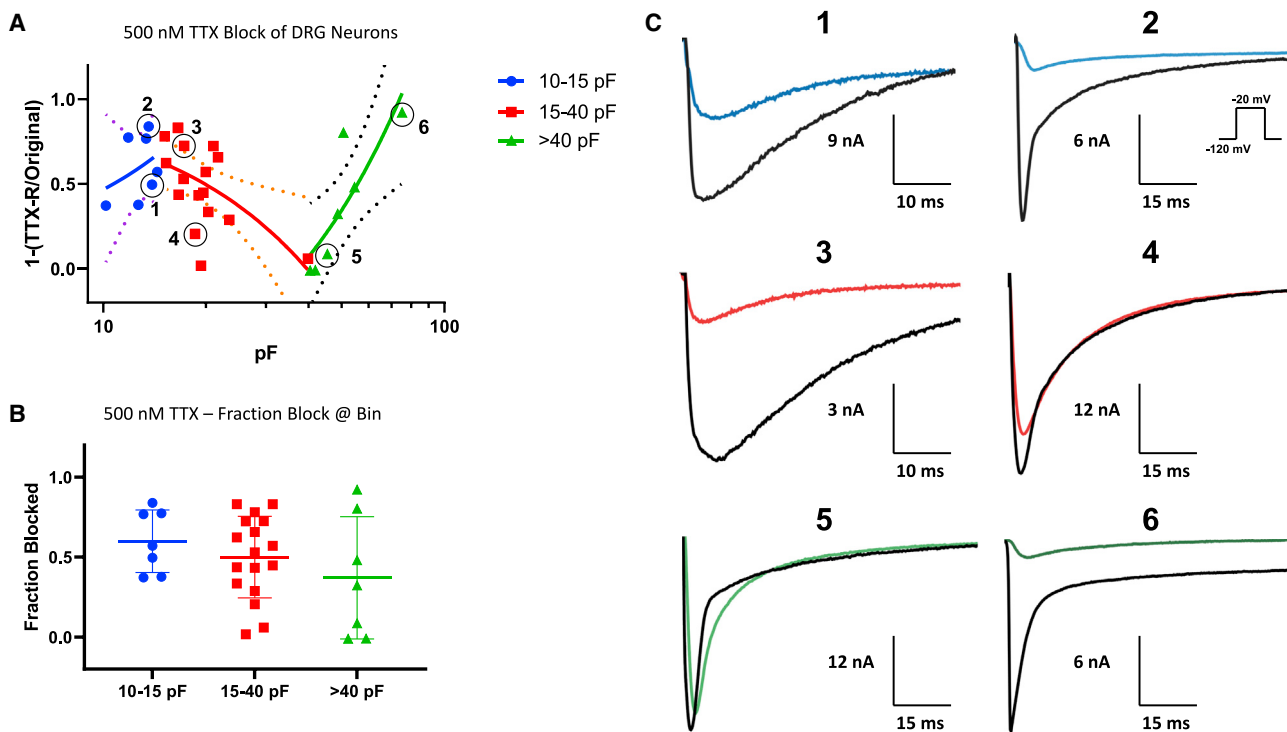 A
500 nM TTX Block of DRG Neurons
1-(TTX-R/Original)
1.0
0.5
0.0
10
100
pF
2
3
1
4
5
6
10-15 pF
15-40 pF
>40 pF
B
500 nM TTX – Fraction Block @ Bin
Fraction Blocked
1.0
0.5
0.0
10-15 pF
15-40 pF
>40 pF
C
1
9 nA
10 ms
2
-20 mV
-120 mV
6 nA
15 ms
3
3 nA
10 ms
4
12 nA
15 ms
5
12 nA
15 ms
6
6 nA
15 ms